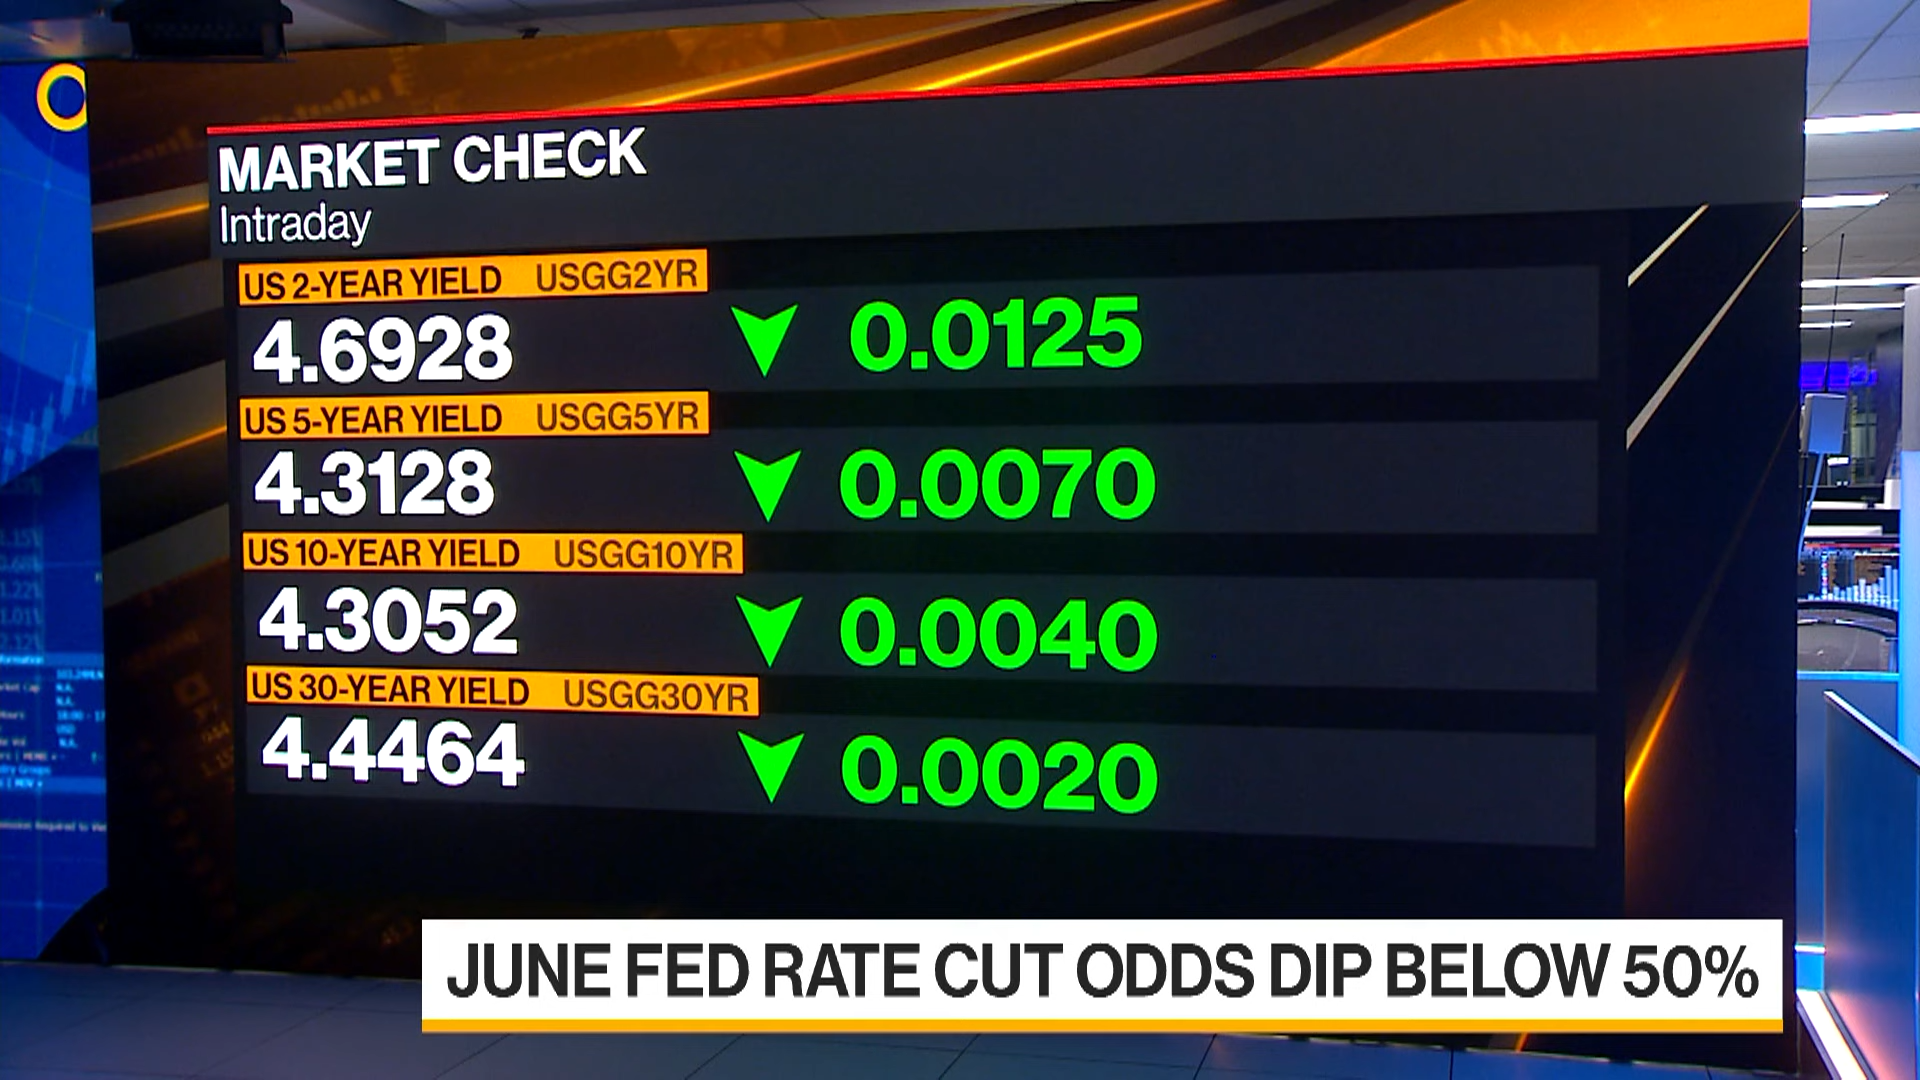 MARKET CHECK
Intraday
US 2-YEAR YIELD USGG2YR
4.6928 0.0125
US 5-YEAR YIELD USGG5YR
4.3128 0.0070
US 10-YEAR YIELD USGG10YR
4.3052 0.0040
US 30-YEAR YIELD USGG30YR
4.4464 0.0020
JUNE FED RATE CUT ODDS DIP BELOW 50%